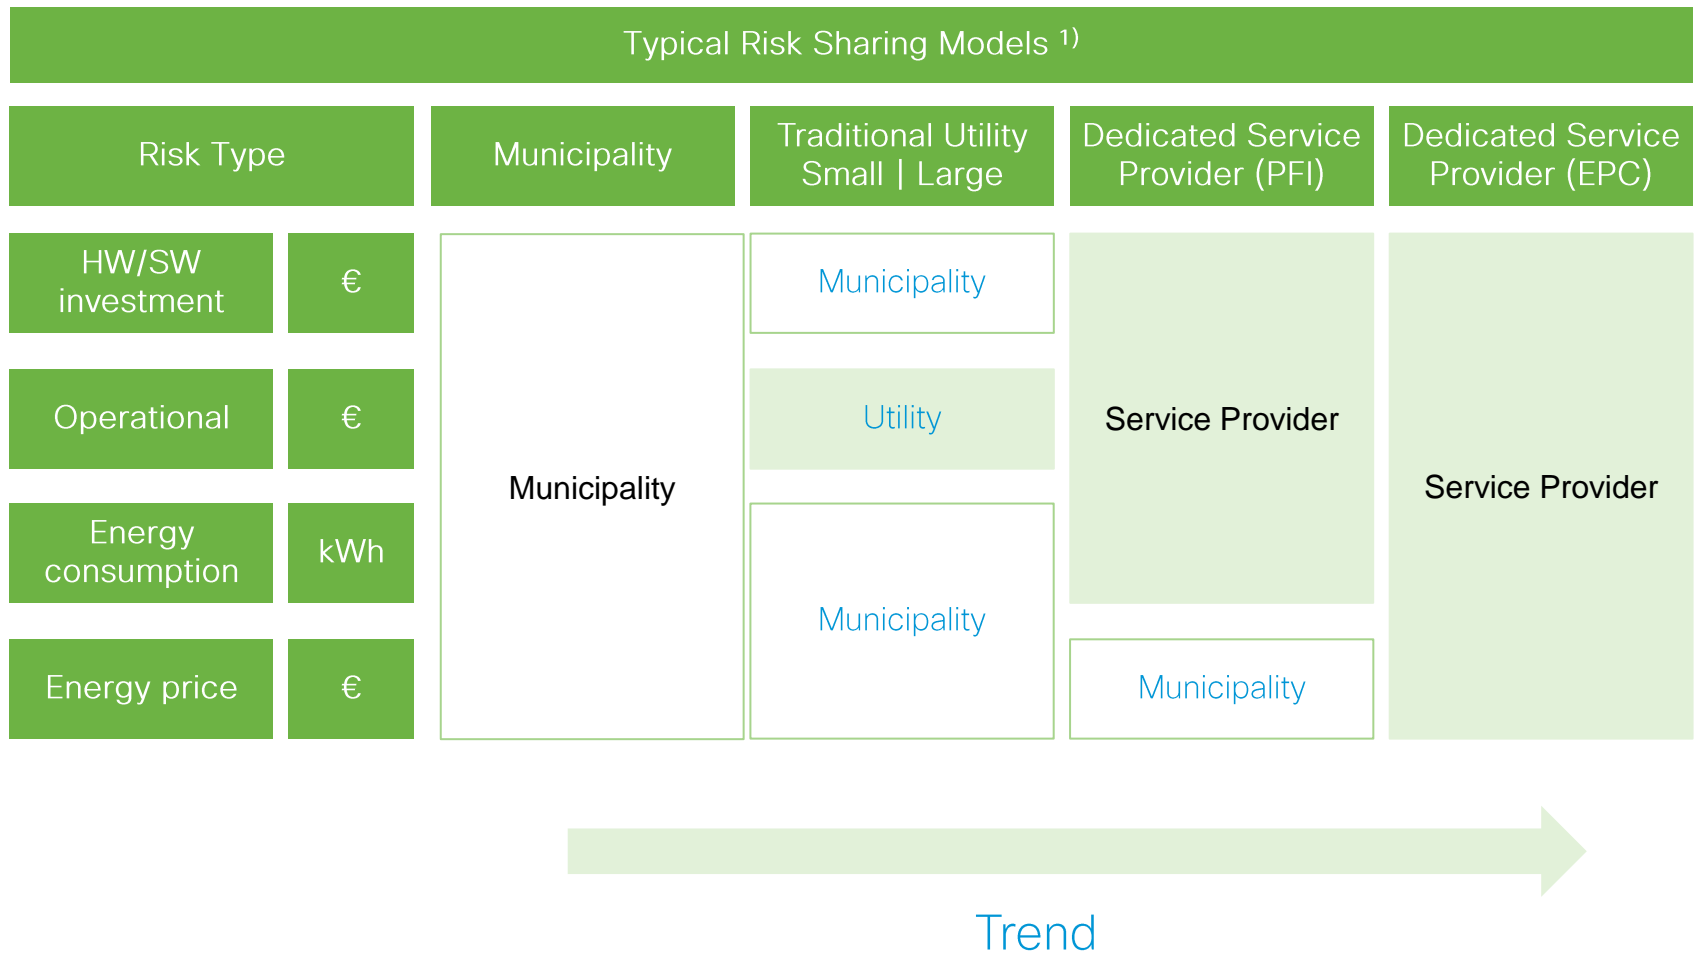 Typical Risk Sharing Models 1)
Risk Type
Municipality
Traditional Utility
Small | Large
Dedicated Service
Provider (PFI)
Dedicated Service
Provider (EPC)
HW/SW
investment
€
Municipality
Operational
€
Utility
Service Provider
Municipality
Service Provider
Energy
consumption
kWh
Municipality
Energy price
€
Municipality
Trend